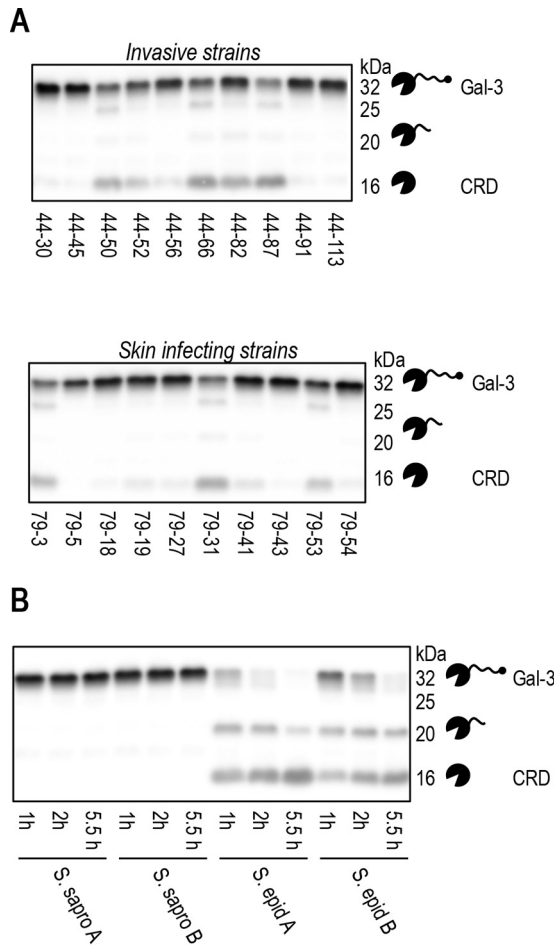 A
Invasive strains
kDa
32 Gal-3
25
20
16 CRD
44-30 44-45 44-50 44-52 44-56 44-66 44-82 44-87 44-91 44-113
Skin infecting strains
kDa
32 Gal-3
25
20
16 CRD
79-3 79-5 79-18 79-19 79-27 79-31 79-41 79-43 79-53 79-54
B
kDa
32 Gal-3
25
20
16 CRD
1h 2h 5.5 h 1h 2h 5.5 h 1h 2h 5.5 h 1h 2h 5.5 h
S. sapro A S. sapro B S. epid A S. epid B